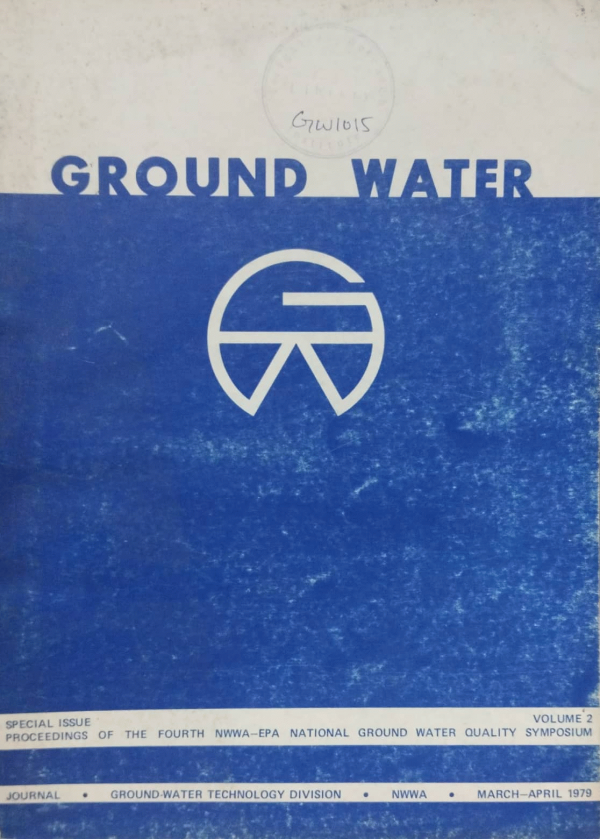 GW1015
GROUND WATER
SPECIAL ISSUE VOLUME 2
PROCEEDINGS OF THE FOURTH NWWA—EPA NATIONAL GROUND WATER QUALITY SYMPOSIUM
JOURNAL • GROUND-WATER TECHNOLOGY DIVISION • NWWA • MARCH—APRIL 1979